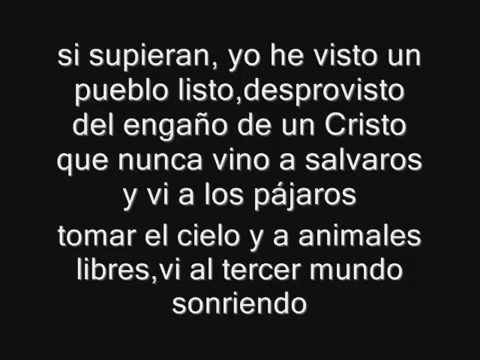 si supieran, yo he visto un
pueblo listo,desprovisto
del engaño de un Cristo
que nunca vino a salvaros
y vi a los pájaros
tomar el cielo y a animales
libres,vi al tercer mundo
sonriendo